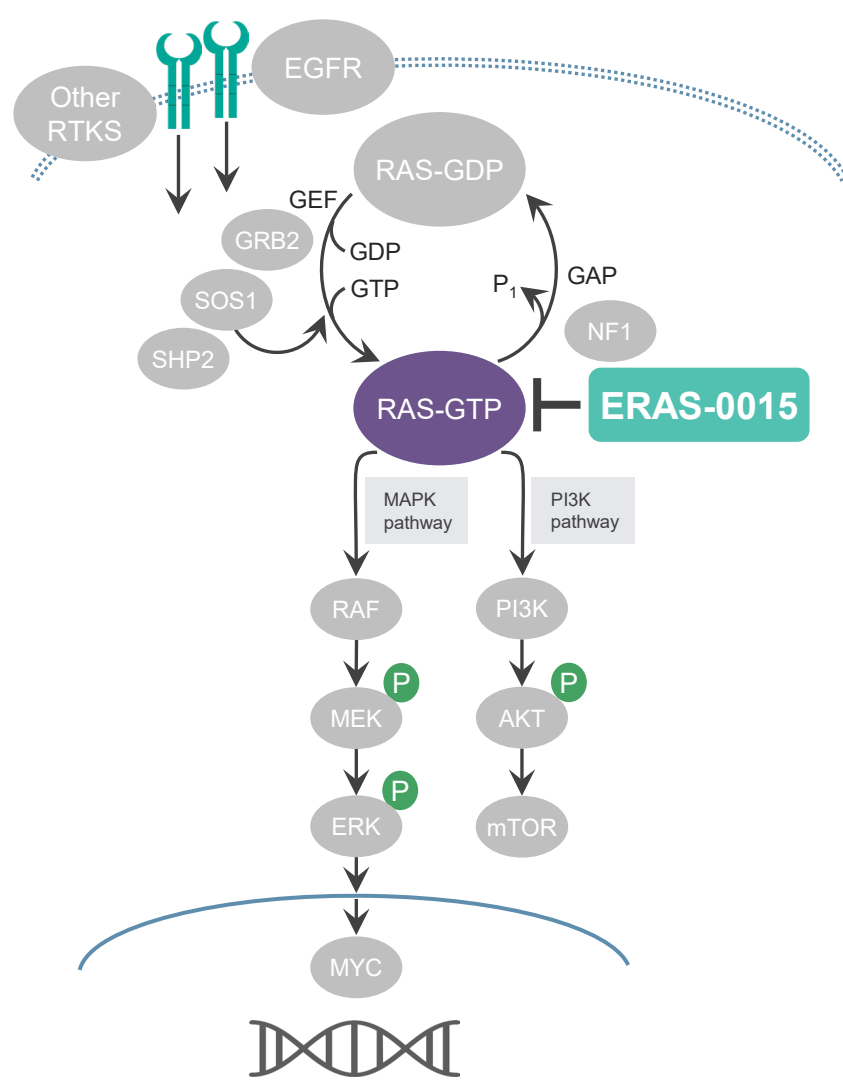 EGFR
Other
RTKS
RAS-GDP
GEF
GRB2
GDP
GAP
SOS1
GTP
P1
NF1
SHP2
RAS-GTP
ERAS-0015
MAPK
pathway
PI3K
pathway
RAF
PI3K
P
P
MEK
AKT
P
ERK
mTOR
MYC